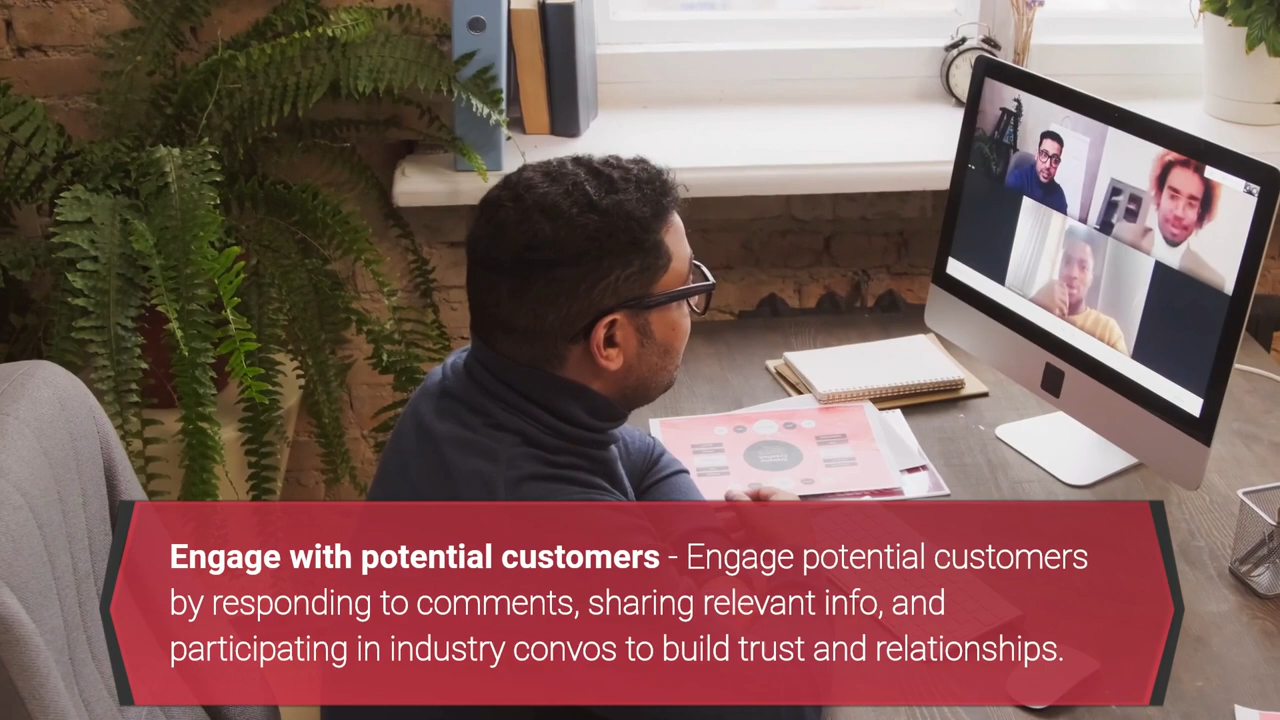 Engage with potential customers - Engage potential customers
by responding to comments, sharing relevant info, and
participating in industry convos to build trust and relationships.